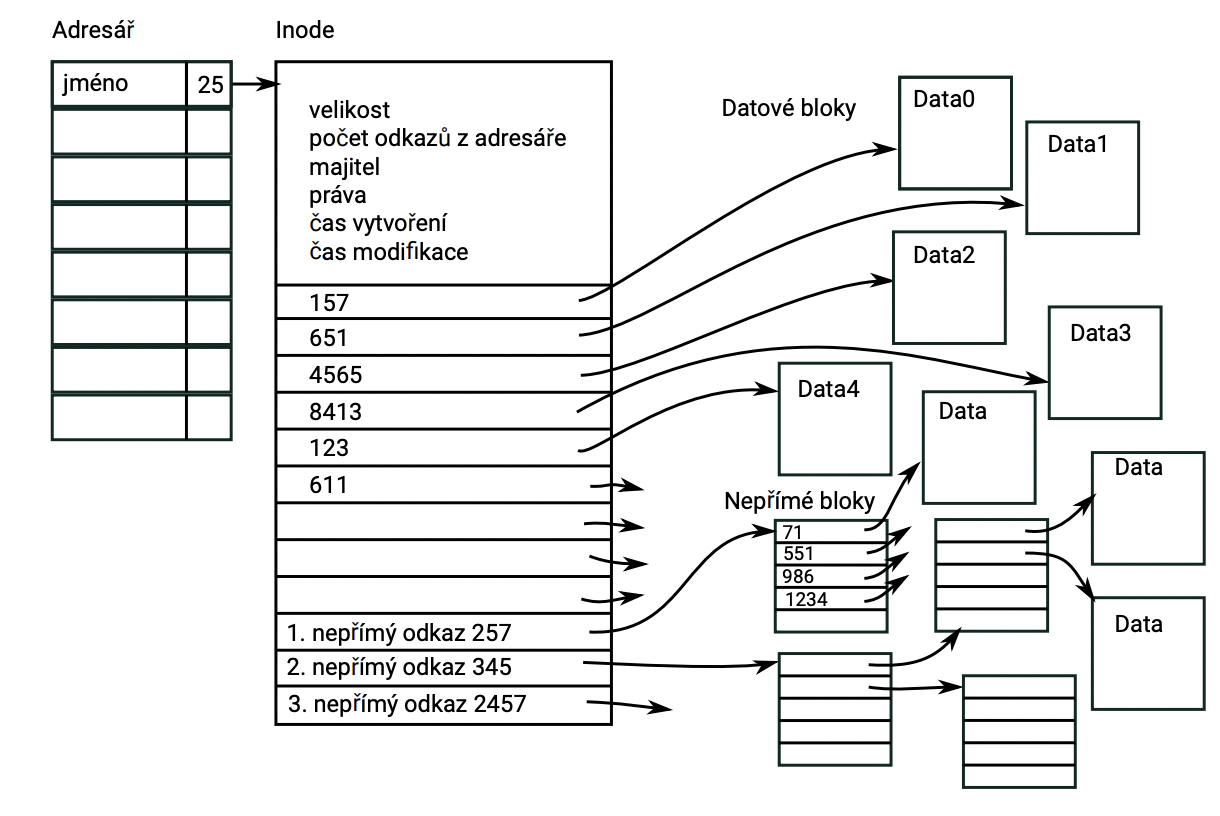 Adresář
Inode
jméno 25
velikost
počet odkazů z adresáře
majitel
práva
čas vytvoření
čas modifikace
157
651
4565
8413
123
611
1. nepřímý odkaz 257
2. nepřímý odkaz 345
3. nepřímý odkaz 2457
Datové bloky
Data0
Data1
Data2
Data3
Data4
Data
Nepřímé bloky
71
551
986
1234
Data
Data